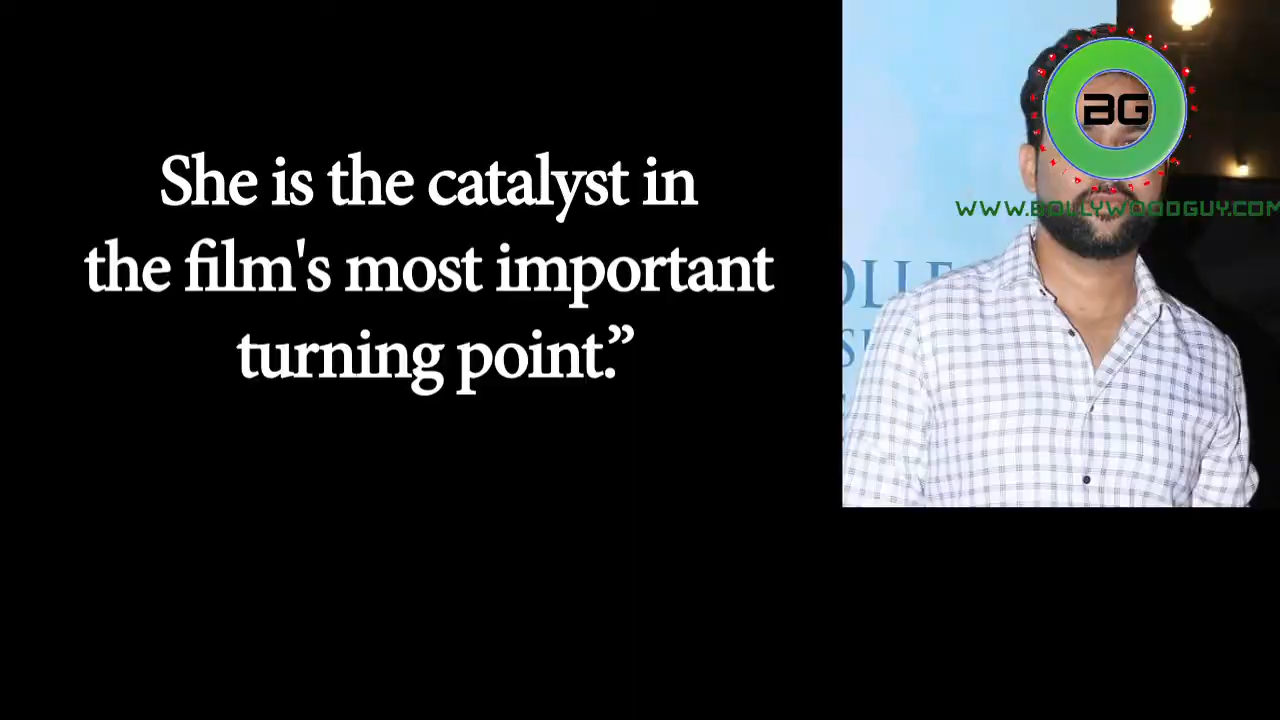 She is the catalyst in
the film's most important
turning point.”
BG
WWW.BOLLYWOODGUY.COM